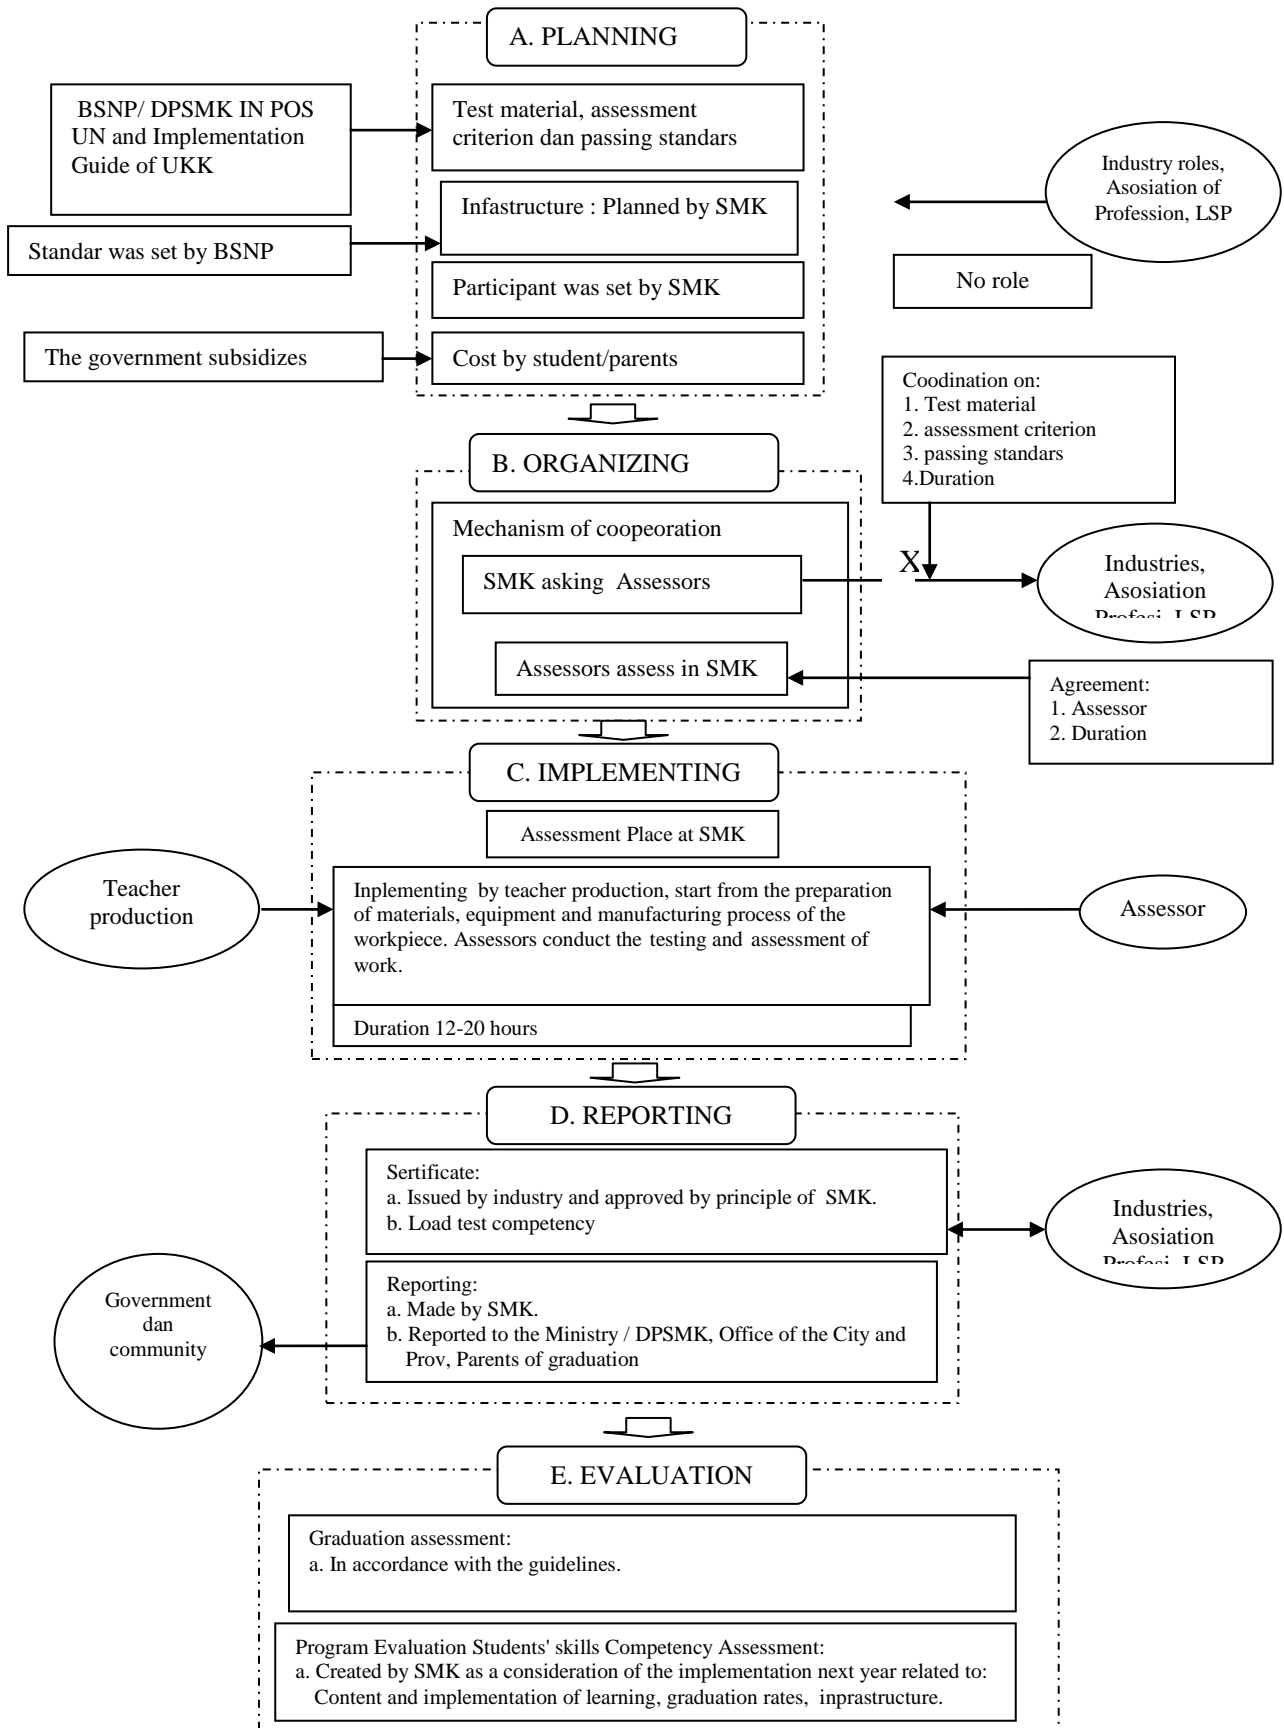 A. PLANNING
BSNP/ DPSMK IN POS
UN and Implementation
Guide of UKK
Test material, assessment
criterion dan passing standars
Industry roles,
Asosiation of
Profession, LSP
Infastructure : Planned by SMK
Standar was set by BSNP
No role
Participant was set by SMK
The government subsidizes
Cost by student/parents
Coodination on:
1. Test material
2. assessment criterion
3. passing standars
4.Duration
B. ORGANIZING
Mechanism of coopeoration
SMK asking Assessors
X
Industries,
Asosiation
Profesi, LSP
Assessors assess in SMK
Agreement:
1. Assessor
2. Duration
C. IMPLEMENTING
Assessment Place at SMK
Teacher
production
Inplementing by teacher production, start from the preparation
of materials, equipment and manufacturing process of the
workpiece. Assessors conduct the testing and assessment of
work.
Assessor
Duration 12-20 hours
D. REPORTING
Sertificate:
a. Issued by industry and approved by principle of SMK.
b. Load test competency
Industries,
Asosiation
Profesi, LSP
Government
dan
community
Reporting:
a. Made by SMK.
b. Reported to the Ministry / DPSMK, Office of the City and
Prov, Parents of graduation
E. EVALUATION
Graduation assessment:
a. In accordance with the guidelines.
Program Evaluation Students' skills Competency Assessment:
a. Created by SMK as a consideration of the implementation next year related to:
Content and implementation of learning, graduation rates, inprastructure.